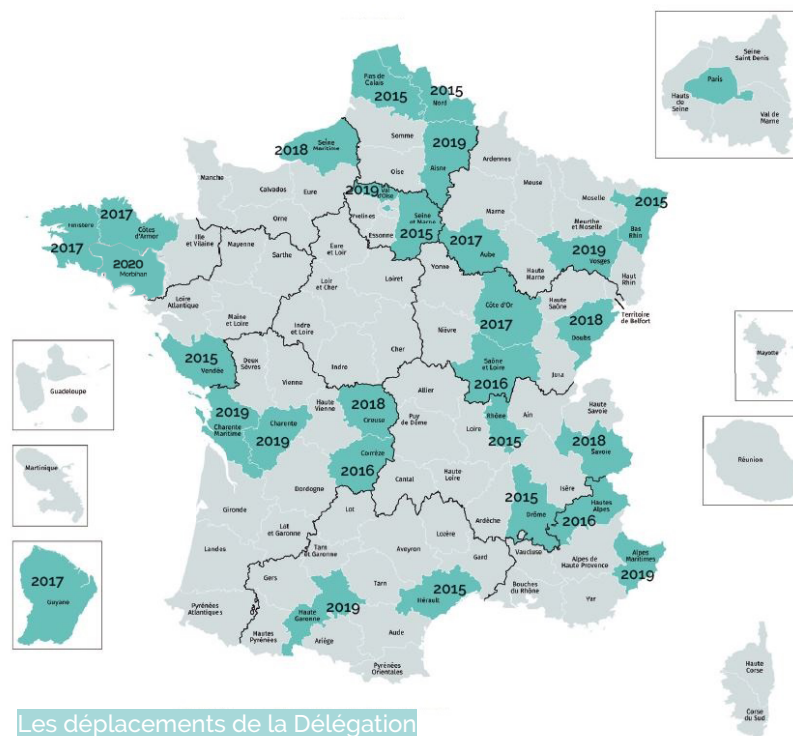 Seine
Saint Denis
Paris
Hauts
de
Seine
Val de
Marne
Pas de
Calais
2015
2015
Nord
2018
Seine
Maritime
Somme
2019
Aisne
Oise
Ardennes
Manche
Calvados
Eure
Orne
2019
Val
d'Oise
Yvelines
Essonne
Seine
et Marne
2015
Marne
Meuse
Moselle
Meurthe
et Moselle
2015
Bas
Rhin
2019
Vosges
Haut
Rhin
2017
Aube
Haute
Marne
2017
Finistère
Côtes
d'Armor
2017
2020
Morbihan
Ille
et Vilaine
Mayenne
Sarthe
Eure
et Loir
Loir
et Cher
Loiret
Yonne
Côte d'Or
2017
Haute
Saône
Territoire
de Belfort
2018
Doubs
Loire
Atlantique
Maine
et Loire
Indre
et Loire
Indre
Cher
Nièvre
Saône
et Loire
2016
Jura
2015
Vendée
Deux
Sèvres
Vienne
Haute
Vienne
2018
Creuse
Allier
Puy
de Dôme
Loire
Rhône
2015
Ain
Haute
Savoie
2018
Savoie
2019
Charente
Maritime
Charente
2019
Corrèze
2016
Cantal
Haute
Loire
Ardèche
2015
Drôme
Isère
Hautes
Alpes
2016
Dordogne
Gironde
Lot
Lot
et Garonne
Landes
Tarn
et Garonne
Aveyron
Lozère
Gard
Vaucluse
Alpes de
Haute Provence
Alpes
Maritimes
2019
Bouches
du Rhône
Var
Gers
Tarn
2015
Hérault
2019
Haute
Garonne
Pyrénées
Atlantiques
Hautes
Pyrénées
Ariège
Aude
Pyrénées
Orientales
Guadeloupe
Martinique
2017
Guyane
Mayotte
Réunion
Haute
Corse
Corse
du Sud
Les déplacements de la Délégation